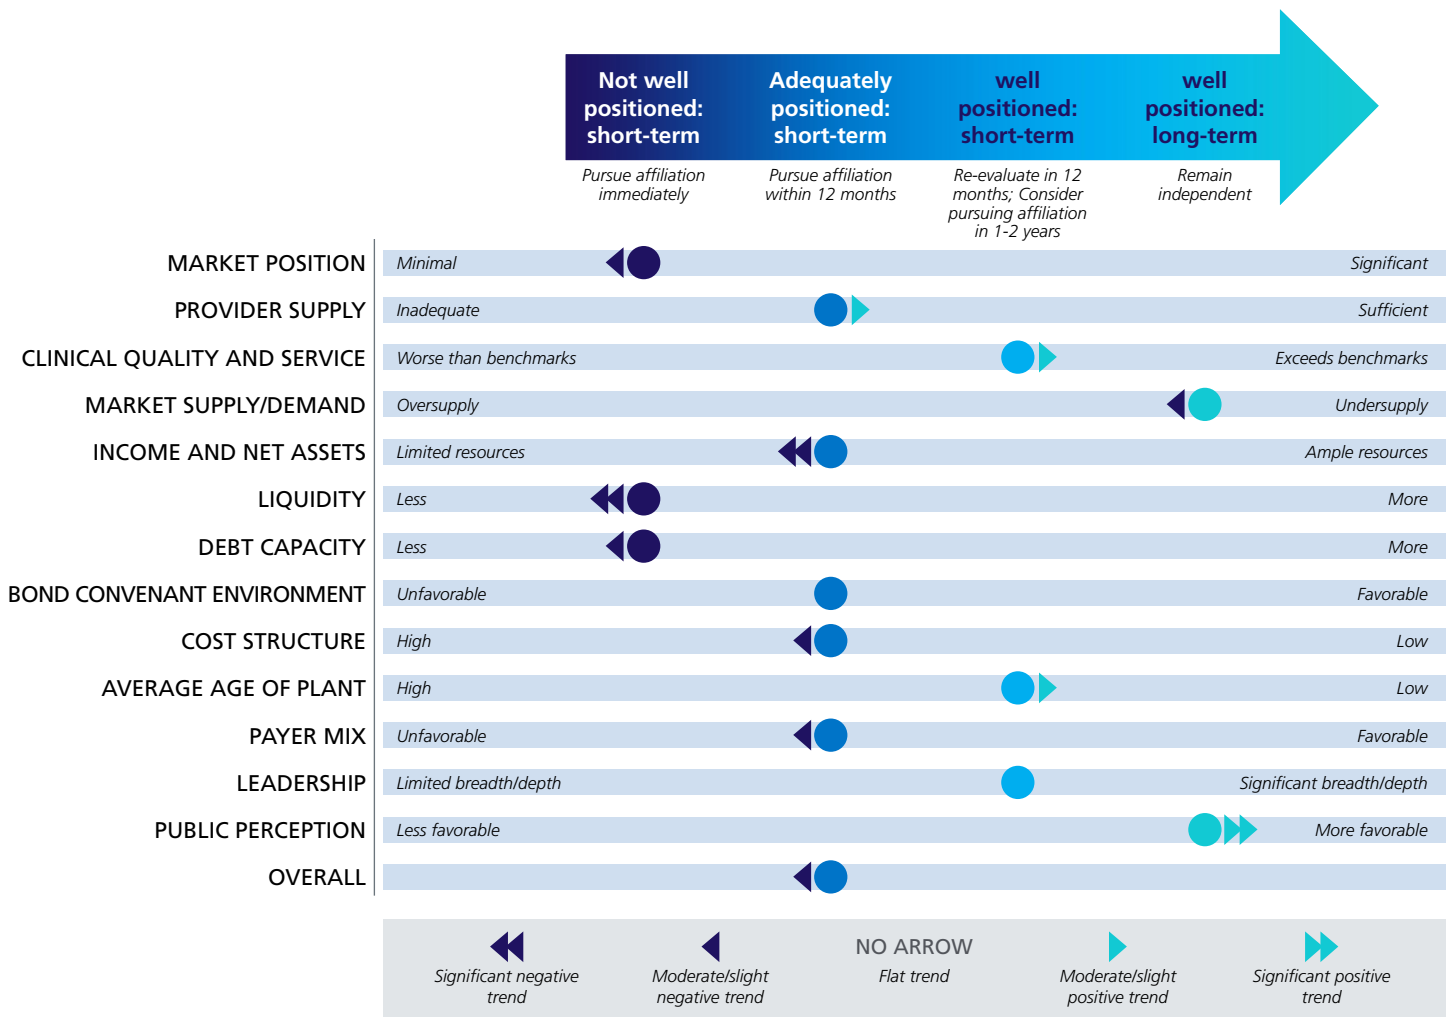 Not well
positioned:
short-term
Adequately
positioned:
short-term
well
positioned:
short-term
well
positioned:
long-term
Pursue affiliation
immediately
Pursue affiliation
within 12 months
Re-evaluate in 12
months; Consider
pursuing affiliation
in 1-2 years
Remain
independent
MARKET POSITION Minimal Significant
PROVIDER SUPPLY Inadequate Sufficient
CLINICAL QUALITY AND SERVICE Worse than benchmarks Exceeds benchmarks
MARKET SUPPLY/DEMAND Oversupply Undersupply
INCOME AND NET ASSETS Limited resources Ample resources
LIQUIDITY Less More
DEBT CAPACITY Less More
BOND CONVENANT ENVIRONMENT Unfavorable Favorable
COST STRUCTURE High Low
AVERAGE AGE OF PLANT High Low
PAYER MIX Unfavorable Favorable
LEADERSHIP Limited breadth/depth Significant breadth/depth
PUBLIC PERCEPTION Less favorable More favorable
OVERALL
Significant negative
trend
Moderate/slight
negative trend
NO ARROW
Flat trend
Moderate/slight
positive trend
Significant positive
trend